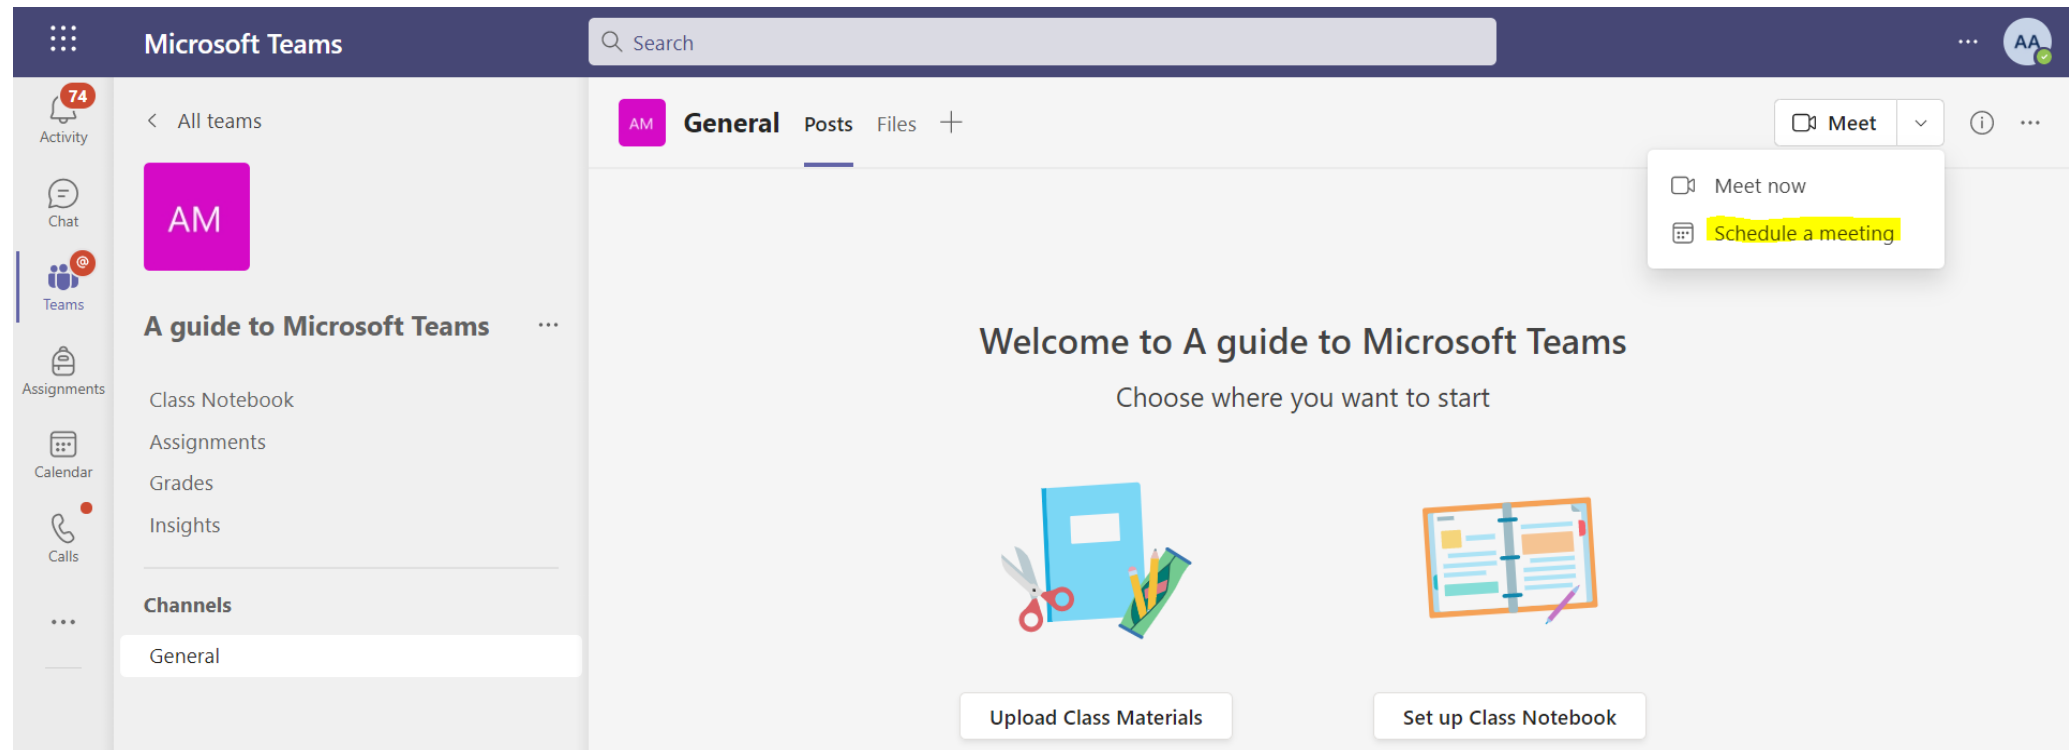 Microsoft Teams
Search
...
AA
74
Activity
Chat
@
Teams
Assignments
Calendar
Calls
...
All teams
AM
A guide to Microsoft Teams
...
Class Notebook
Assignments
Grades
Insights
Channels
General
AM
General
Posts
Files
Meet
...
Meet now
Schedule a meeting
Welcome to A guide to Microsoft Teams
Choose where you want to start
Upload Class Materials
Set up Class Notebook